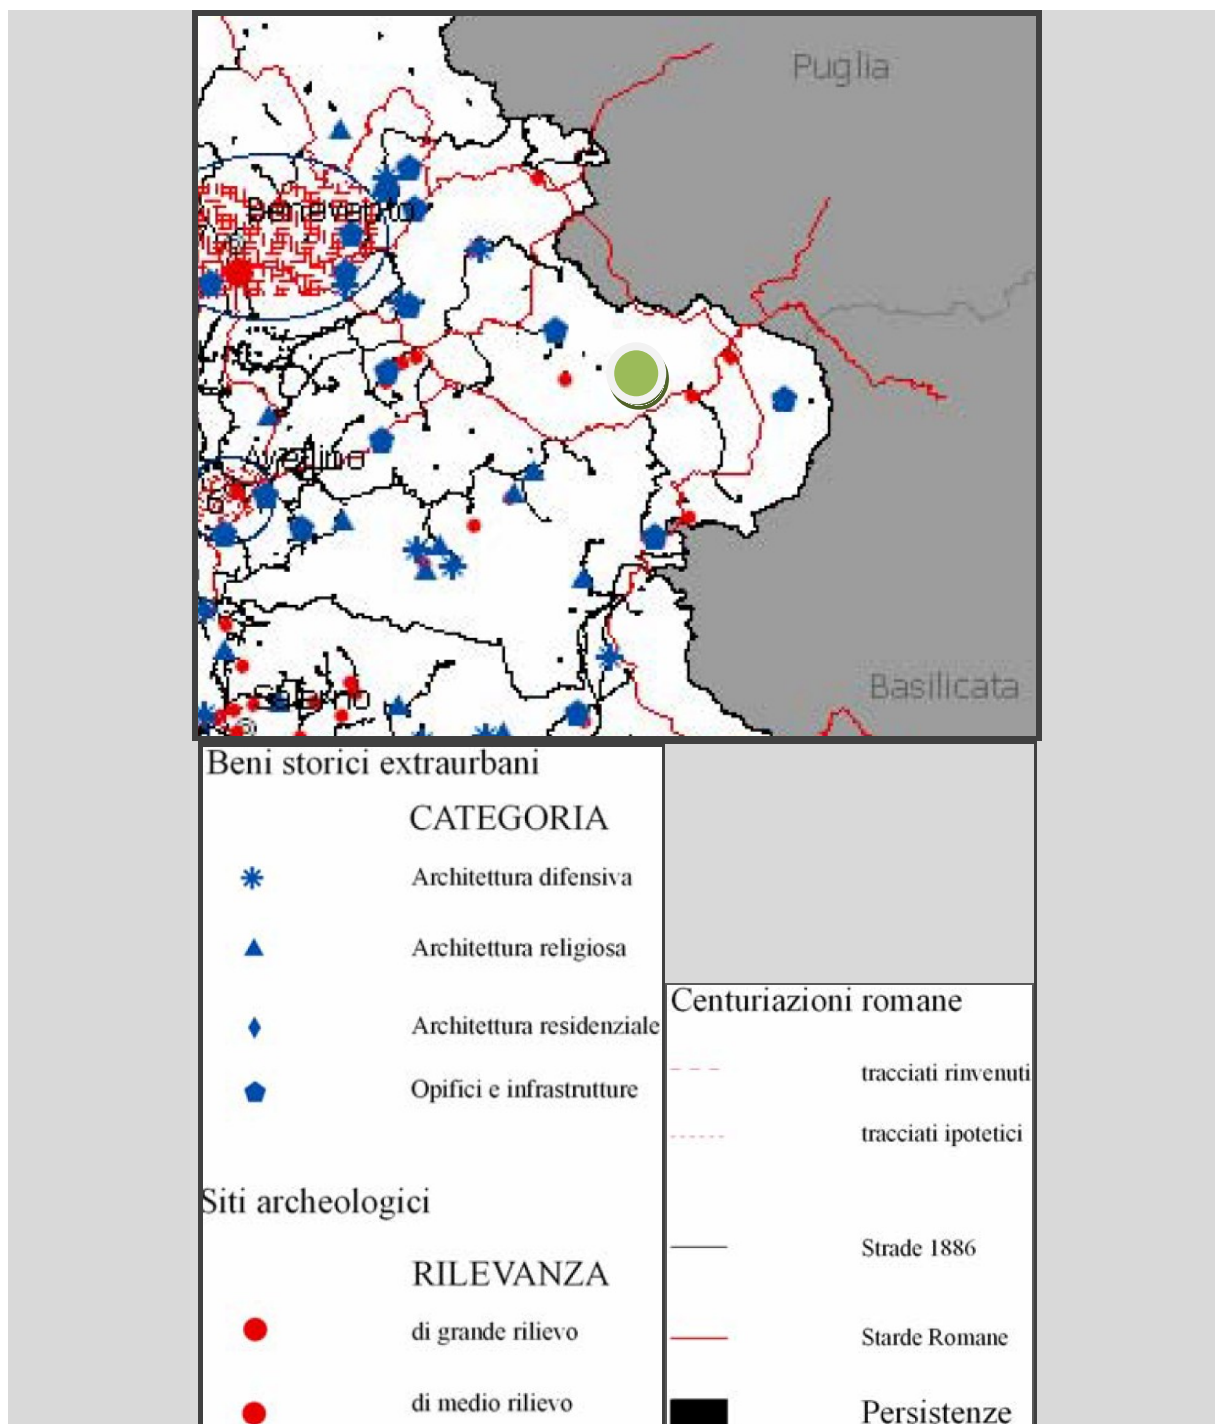 Puglia
Benevento
Avellino
Salerno
Basilicata
Beni storici extraurbani
CATEGORIA
Architettura difensiva
Architettura religiosa
Architettura residenziale
Opifici e infrastrutture
Siti archeologici
RILEVANZA
di grande rilievo
di medio rilievo
Centuriazioni romane
tracciati rinvenuti
tracciati ipotetici
Strade 1886
Starde Romane
Persistenze